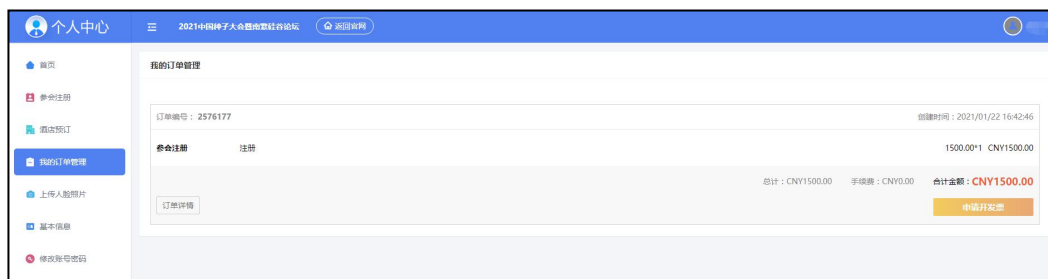 个人中心
2021中国种子大会暨南繁硅谷论坛 返回官网
首页
参会注册
酒店预订
我的订单管理
上传人脸照片
基本信息
修改账号密码
我的订单管理
订单编号：2576177 创建时间：2021/01/22 16:42:46
参会注册 注册 1500.00*1 CNY1500.00
总计：CNY1500.00 手续费：CNY0.00 合计金额：CNY1500.00
订单详情 申请开发票